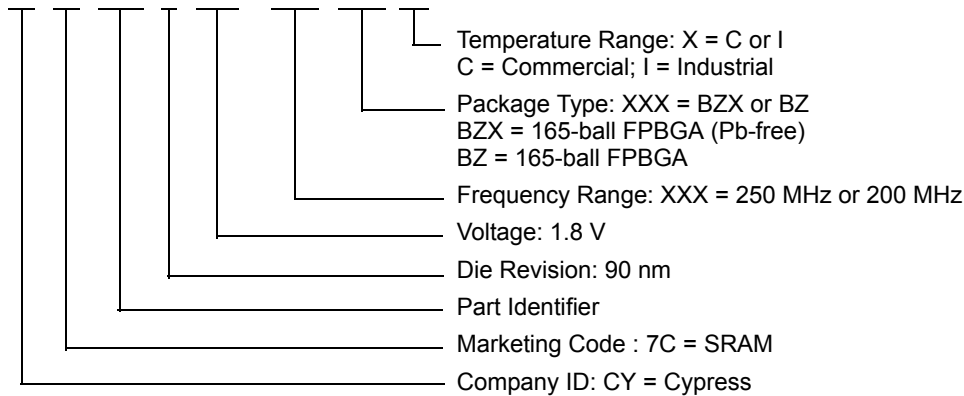 Temperature Range: X = C or I
C = Commercial; I = Industrial
Package Type: XXX = BZX or BZ
BZX = 165-ball FPBGA (Pb-free)
BZ = 165-ball FPBGA
Frequency Range: XXX = 250 MHz or 200 MHz
Voltage: 1.8 V
Die Revision: 90 nm
Part Identifier
Marketing Code : 7C = SRAM
Company ID: CY = Cypress